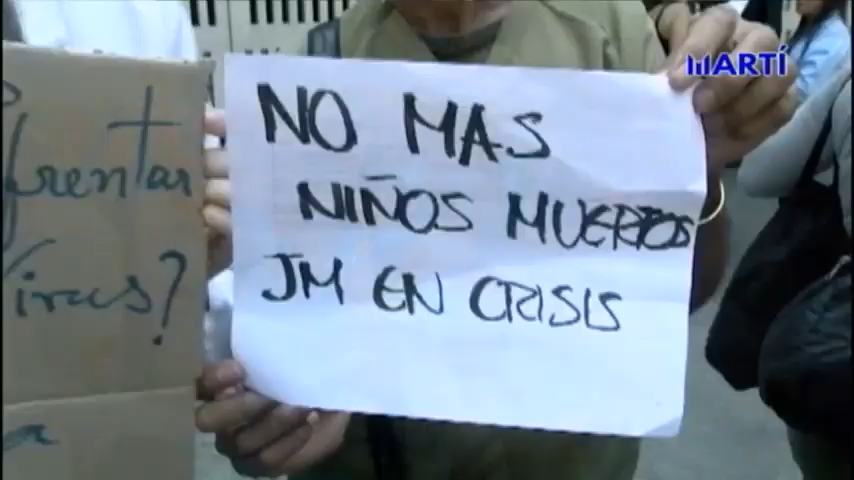 MARTÍ
frentar
Virus?
NO MAS
NIÑOS MUERTOS
JM EN CRISIS